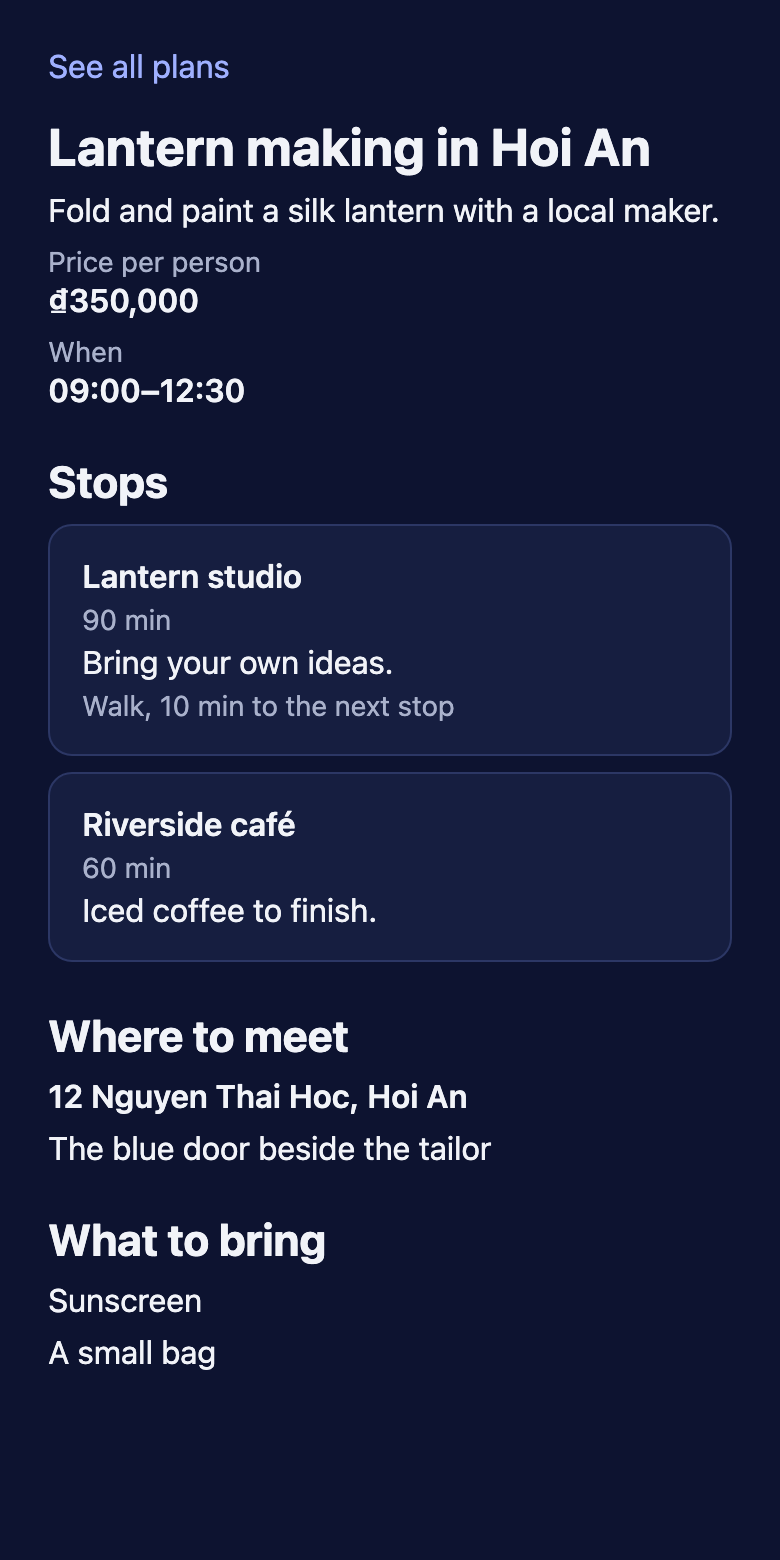 See all plans
Lantern making in Hoi An
Fold and paint a silk lantern with a local maker.
Price per person
₫350,000
When
09:00–12:30
Stops
Lantern studio
90 min
Bring your own ideas.
Walk, 10 min to the next stop
Riverside café
60 min
Iced coffee to finish.
Where to meet
12 Nguyen Thai Hoc, Hoi An
The blue door beside the tailor
What to bring
Sunscreen
A small bag